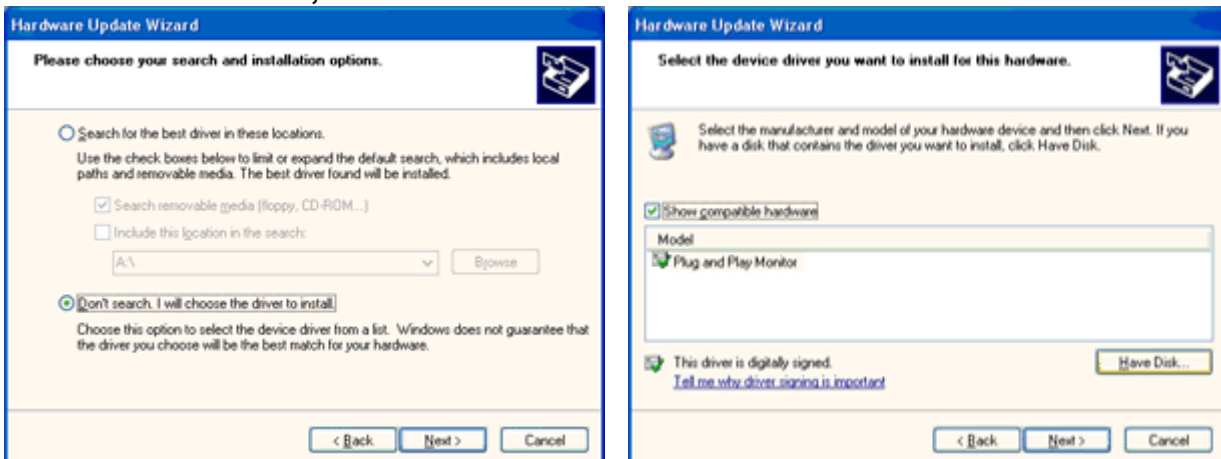 Hardware Update Wizard
Please choose your search and installation options.
Search for the best driver in these locations.
Use the check boxes below to limit or expand the default search, which includes local
paths and removable media. The best driver found will be installed.
Search removable media (floppy, CD-ROM...)
Include this location in the search:
A:\
Browse
Don't search. I will choose the driver to install.
Choose this option to select the device driver from a list. Windows does not guarantee that
the driver you choose will be the best match for your hardware.
< Back Next > Cancel
Hardware Update Wizard
Select the device driver you want to install for this hardware.
Select the manufacturer and model of your hardware device and then click Next. If you
have a disk that contains the driver you want to install, click Have Disk.
Show compatible hardware
Model
Plug and Play Monitor
This driver is digitally signed.
Have Disk...
Tell me why driver signing is important
< Back Next > Cancel